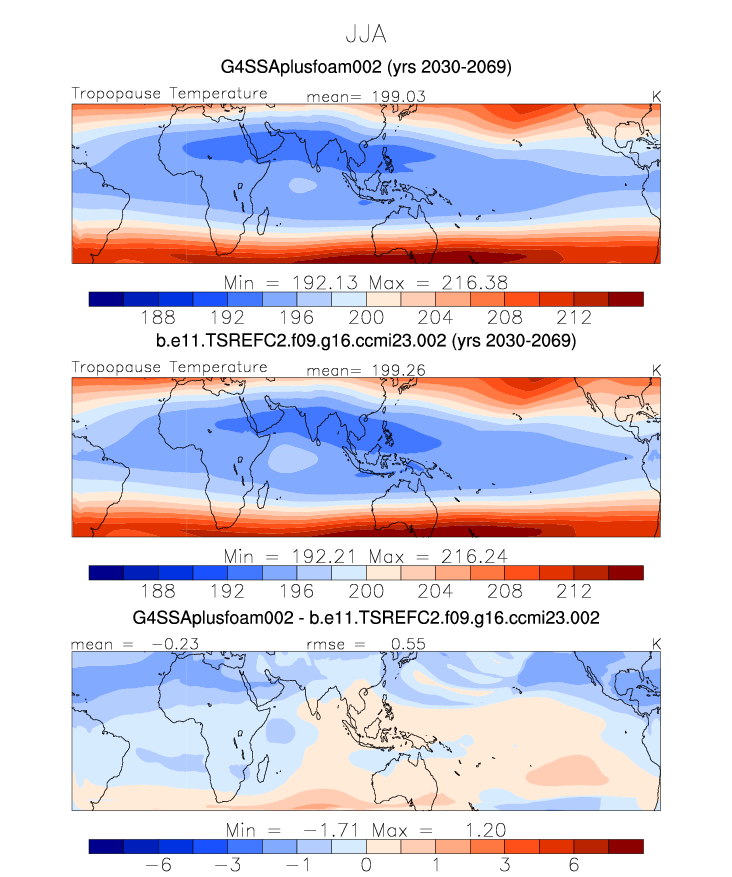 JJA
G4SSAplusfoam002 (yrs 2030-2069)
Tropopause Temperature mean= 199.03 K
Min = 192.13 Max = 216.38
188 192 196 200 204 208 212
b.e11.TSREFC2.f09.g16.ccmi23.002 (yrs 2030-2069)
Tropopause Temperature mean= 199.26 K
Min = 192.21 Max = 216.24
188 192 196 200 204 208 212
G4SSAplusfoam002 - b.e11.TSREFC2.f09.g16.ccmi23.002
mean = -0.23 rmse = 0.55 K
Min = -1.71 Max = 1.20
-6 -3 -1 0 1 3 6